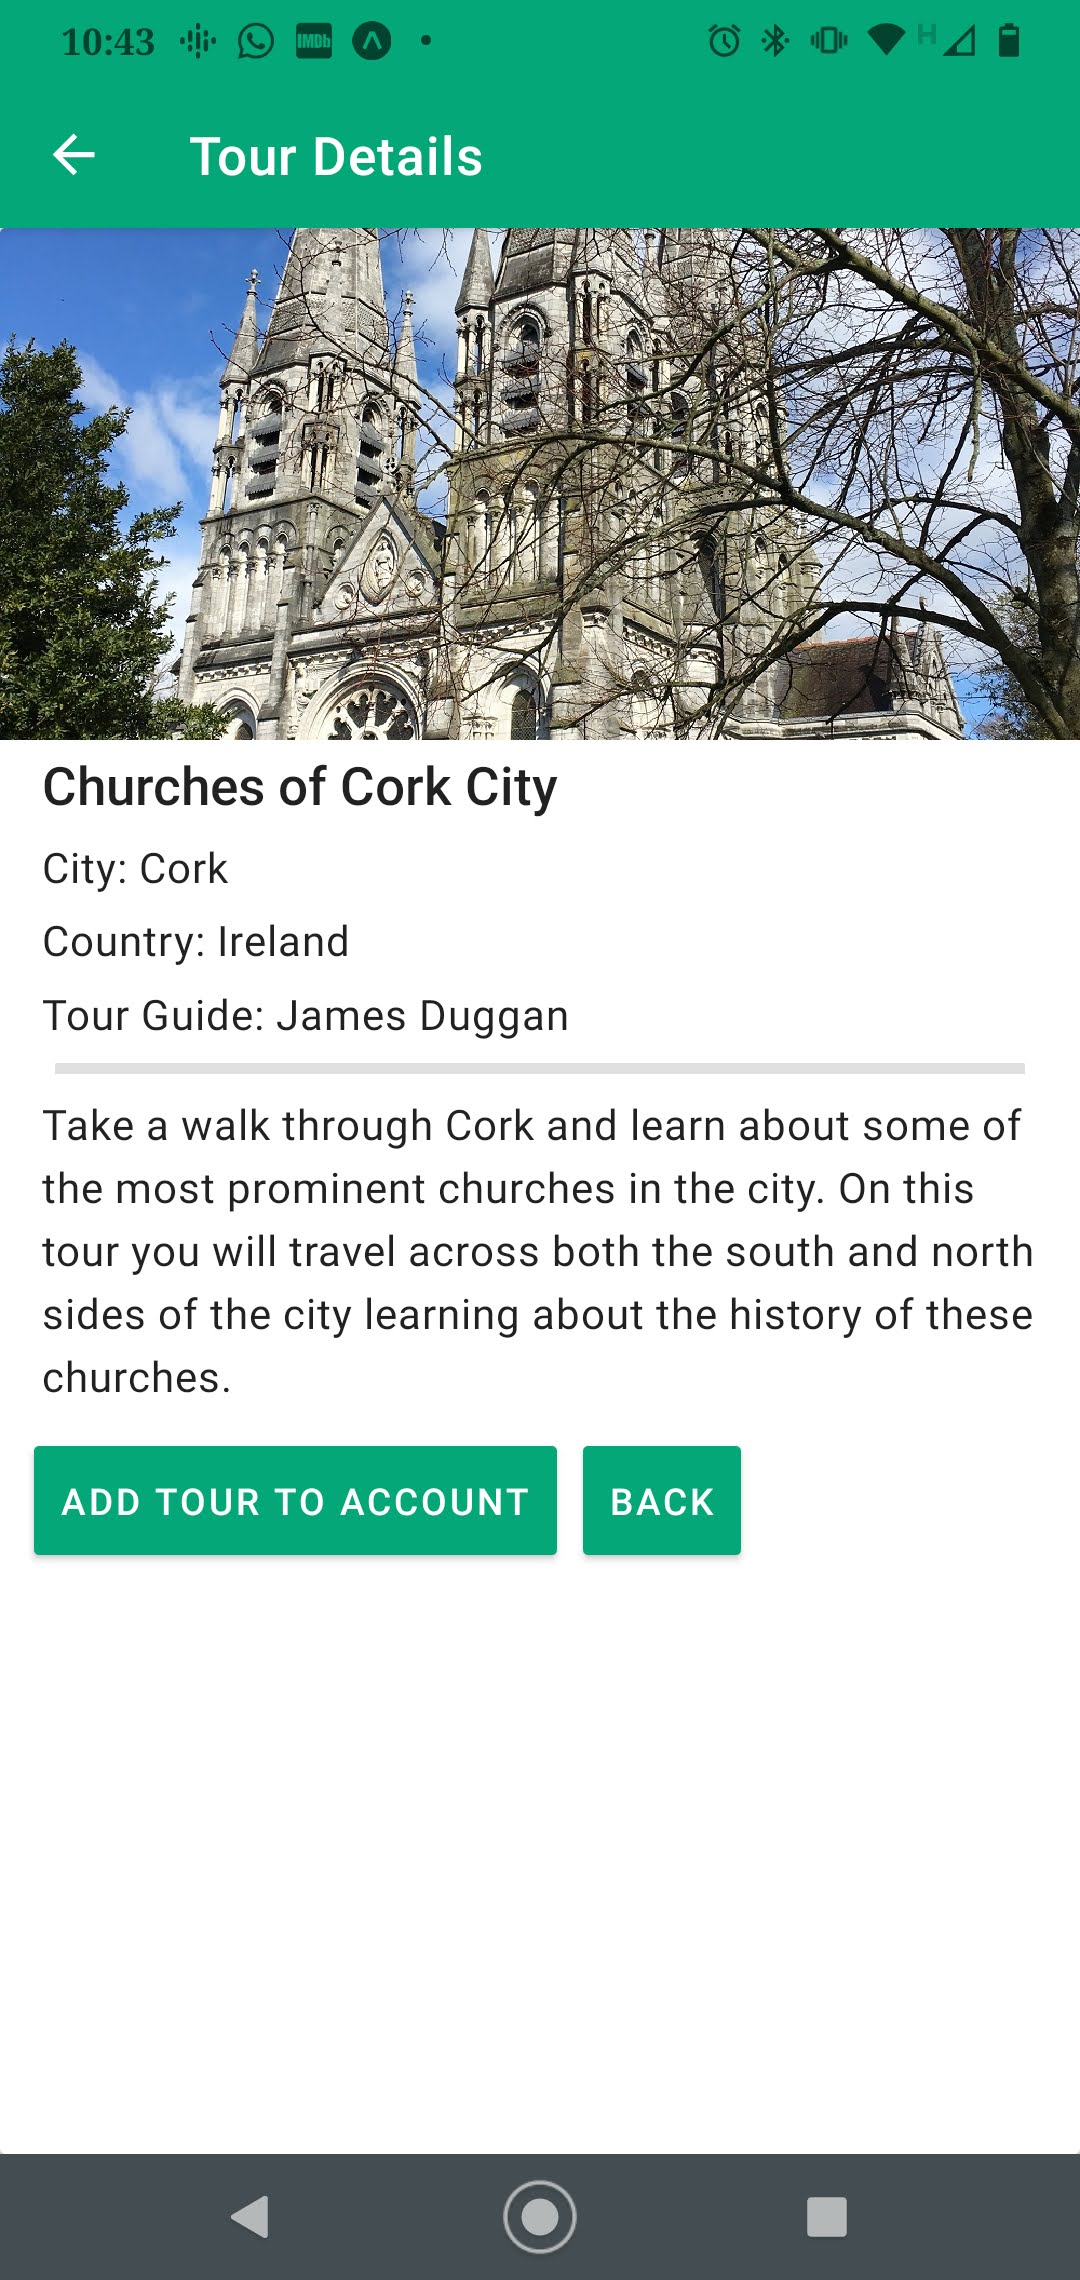 10:43 IMDb H
Tour Details
Churches of Cork City
City: Cork
Country: Ireland
Tour Guide: James Duggan
Take a walk through Cork and learn about some of
the most prominent churches in the city. On this
tour you will travel across both the south and north
sides of the city learning about the history of these
churches.
ADD TOUR TO ACCOUNT BACK